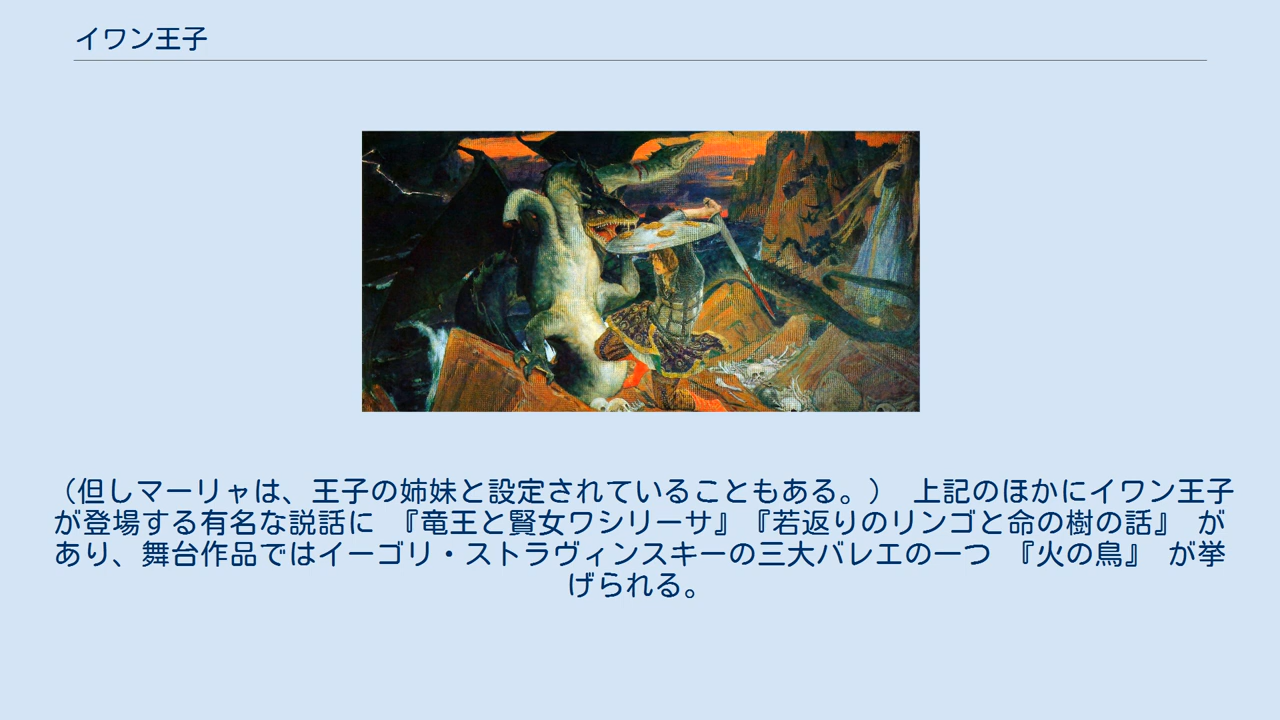 イワン王子
（但しマーリャは、王子の姉妹と設定されていることもある。） 上記のほかにイワン王子
が登場する有名な説話に 『竜王と賢女ワシリーサ』『若返りのリンゴと命の樹の話』 が
あり、舞台作品ではイーゴリ・ストラヴィンスキーの三大バレエの一つ 『火の鳥』 が挙
げられる。